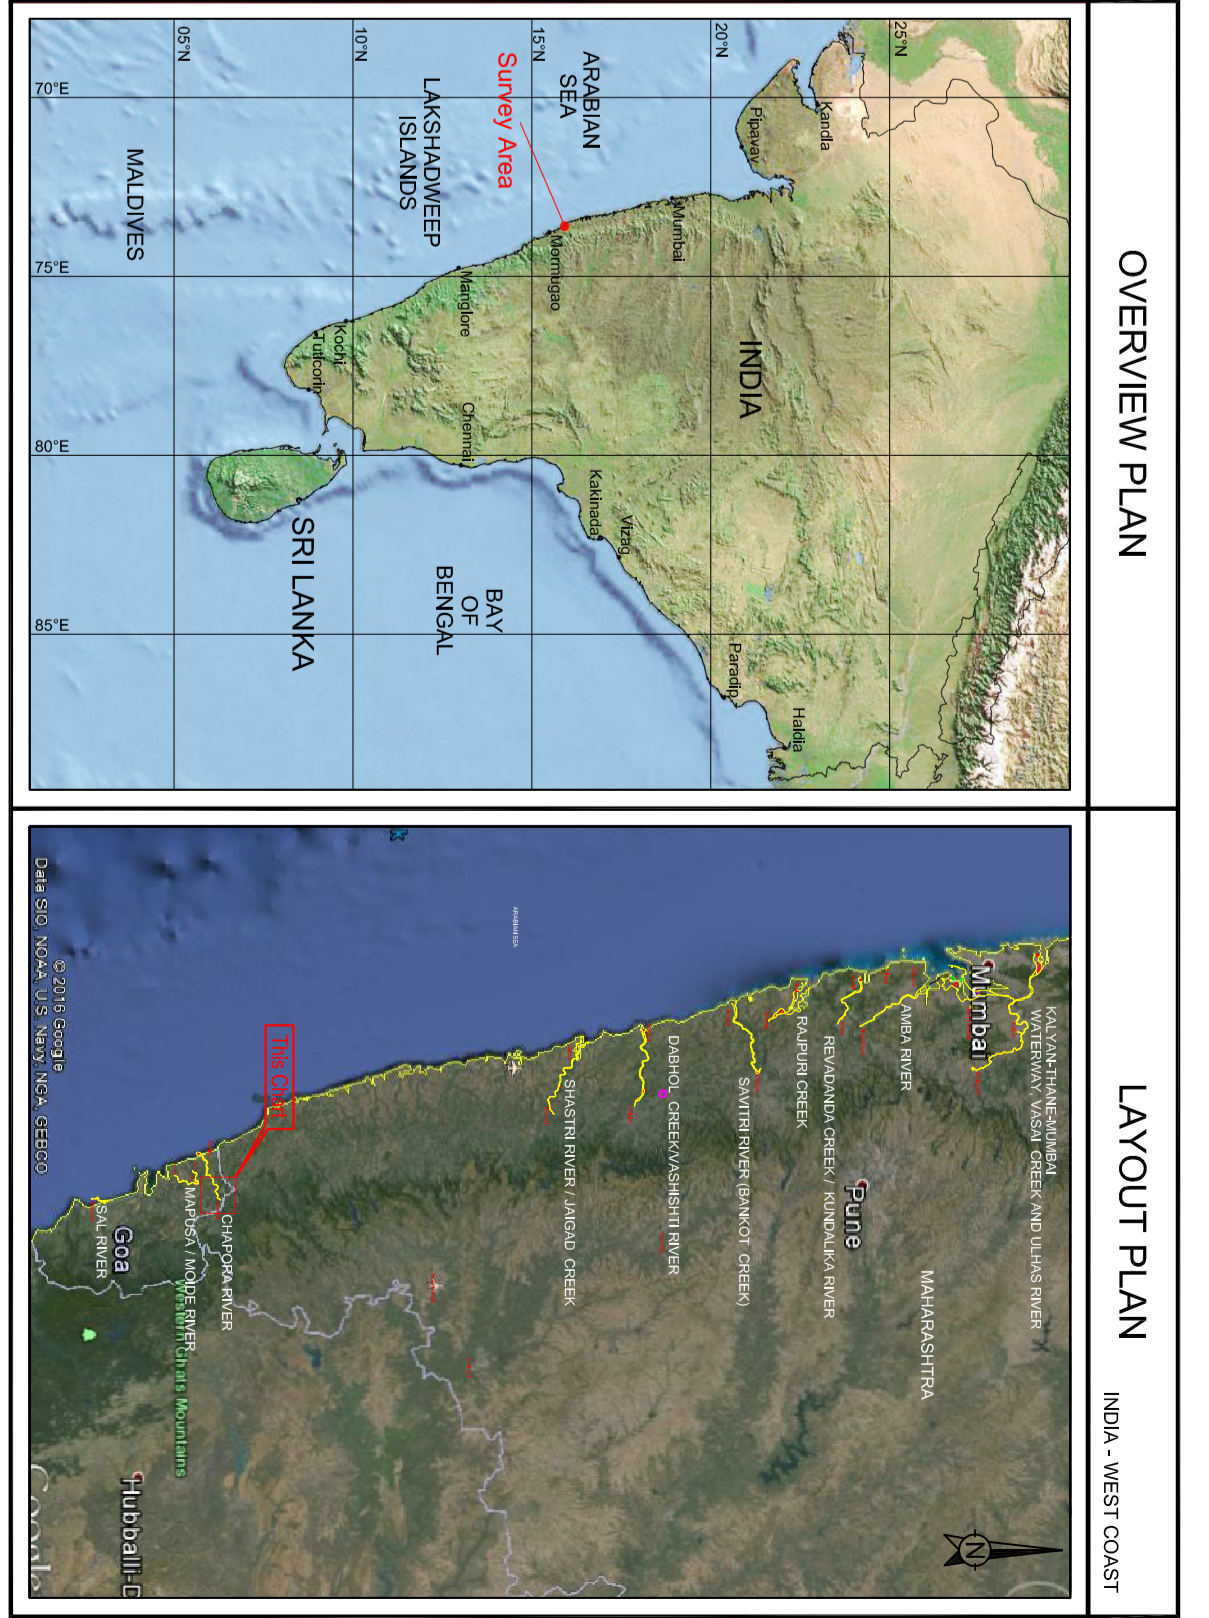 OVERVIEW PLAN
25°N
20°N
15°N
10°N
05°N
70°E
75°E
80°E
85°E
Kandla
Pipavav
ARABIAN
SEA
Survey Area
LAKSHADWEEP
ISLANDS
MALDIVES
Mumbai
Mormugao
Manglore
Kochi
Tuticorin
INDIA
Chennai
Kakinada
Vizag
Paradip
Haldia
SRI LANKA
BAY
OF
BENGAL
LAYOUT PLAN
INDIA - WEST COAST
KALYAN-THANE-MUMBAI
WATERWAY, VASAI CREEK AND ULHAS RIVER
Mumbai
AMBA RIVER
MAHARASHTRA
Pune
REVADANDA CREEK / KUNDALIKA RIVER
RAJPURI CREEK
SAVITRI RIVER (BANKOT CREEK)
DABHOL CREEK/VASHISHTI RIVER
SHASTRI RIVER / JAIGAD CREEK
ARABIAN SEA
This Chart
CHAPORA RIVER
MAPUSA / MOIDE RIVER
Western Ghats Mountains
Goa
SAL RIVER
Hubballi-D
N
© 2016 Google
Data SIO, NOAA, U.S. Navy, NGA, GEBCO
Google